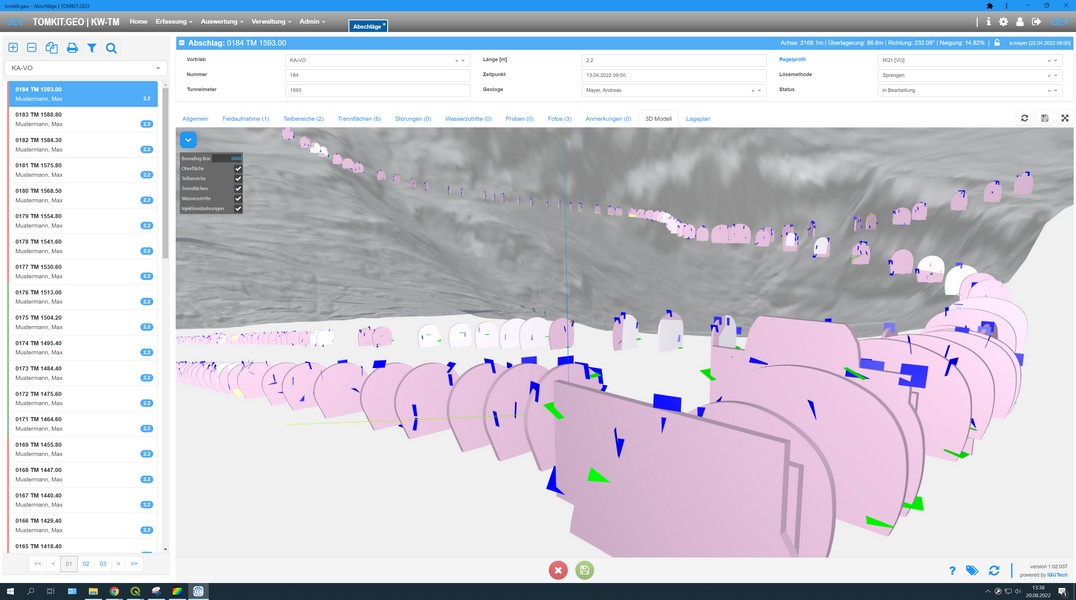 tomkit.geo - Abschläge
DEV TOMKIT.GEO | KW-TM Home Erfassung Auswertung Verwaltung Admin Abschläge DEV
KA-VO
0184 TM 1593.00
Mustermann, Max 2.2
0183 TM 1588.80
Mustermann, Max 2.2
0182 TM 1584.30
Mustermann, Max 2.2
0181 TM 1575.80
Mustermann, Max 2.2
0180 TM 1568.50
Mustermann, Max 2.2
0179 TM 1554.80
Mustermann, Max 2.2
0178 TM 1541.60
Mustermann, Max 2.2
0177 TM 1530.60
Mustermann, Max 2.2
0176 TM 1513.00
Mustermann, Max 2.2
0175 TM 1504.20
Mustermann, Max 2.2
0174 TM 1495.40
Mustermann, Max 2.2
0173 TM 1484.40
Mustermann, Max 2.2
0172 TM 1475.60
Mustermann, Max 2.2
0171 TM 1464.60
Mustermann, Max 2.2
0169 TM 1455.80
Mustermann, Max 2.2
0168 TM 1447.00
Mustermann, Max 2.2
0167 TM 1440.40
Mustermann, Max 2.2
0166 TM 1429.40
Mustermann, Max 2.2
0165 TM 1418.40
<< < 01 02 03 > >>
Abschlag: 0184 TM 1593.00 Achse: 2168.1m | Überlagerung: 86.6m | Richtung: 232.08° | Neigung: 14.82% | a.mayer [22.04.2022 09:00]
Vortrieb KA-VO Länge [m] 2,2 Regelprofil RQ1 [VO]
Nummer 184 Zeitpunkt 13.04.2022 09:50 Lösemethode Sprengen
Tunnelmeter 1593 Geologe Mayer, Andreas Status In Bearbeitung
Allgemein Feldaufnahme (1) Teilbereiche (2) Trennflächen (6) Störungen (0) Wasserzutritte (0) Proben (0) Fotos (3) Anmerkungen (0) 3D Modell Lageplan
Bounding Box
Oberfläche
Teilbereiche
Trennflächen
Wasserzutritte
Injektionsbohrungen
version 1.02.037
powered by IGUTech
13:38
20.08.2022